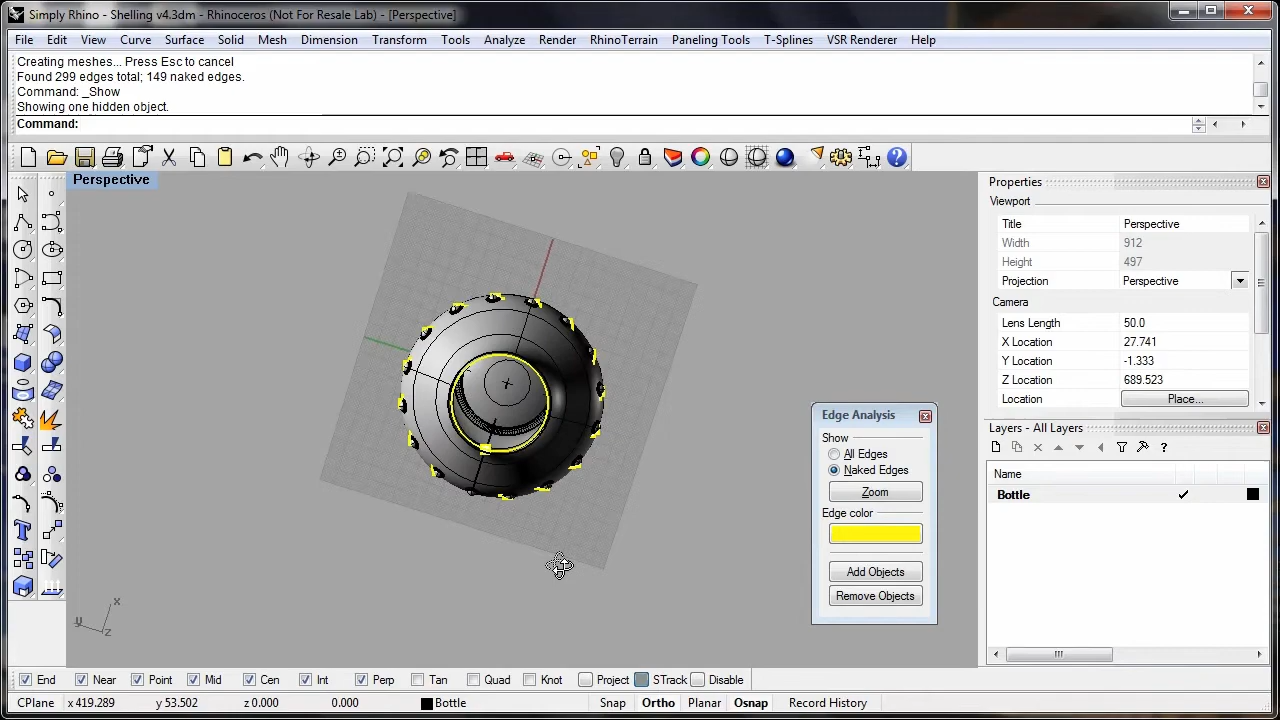 Simply Rhino - Shelling v4.3dm - Rhinoceros (Not For Resale Lab) - [Perspective]
File Edit View Curve Surface Solid Mesh Dimension Transform Tools Analyze Render RhinoTerrain Paneling Tools T-Splines VSR Renderer Help
Creating meshes... Press Esc to cancel
Found 299 edges total; 149 naked edges.
Command: _Show
Showing one hidden object.
Command:
Perspective
Properties
Viewport
Title Perspective
Width 912
Height 497
Projection Perspective
Camera
Lens Length 50.0
X Location 27.741
Y Location -1.333
Z Location 689.523
Location Place...
Layers - All Layers
Name
Bottle
Edge Analysis
Show
All Edges
Naked Edges
Zoom
Edge color
Add Objects
Remove Objects
x
y
z
End Near Point Mid Cen Int Perp Tan Quad Knot Project STrack Disable
CPlane x 419.289 y 53.502 z 0.000 0.000 Bottle Snap Ortho Planar Osnap Record History